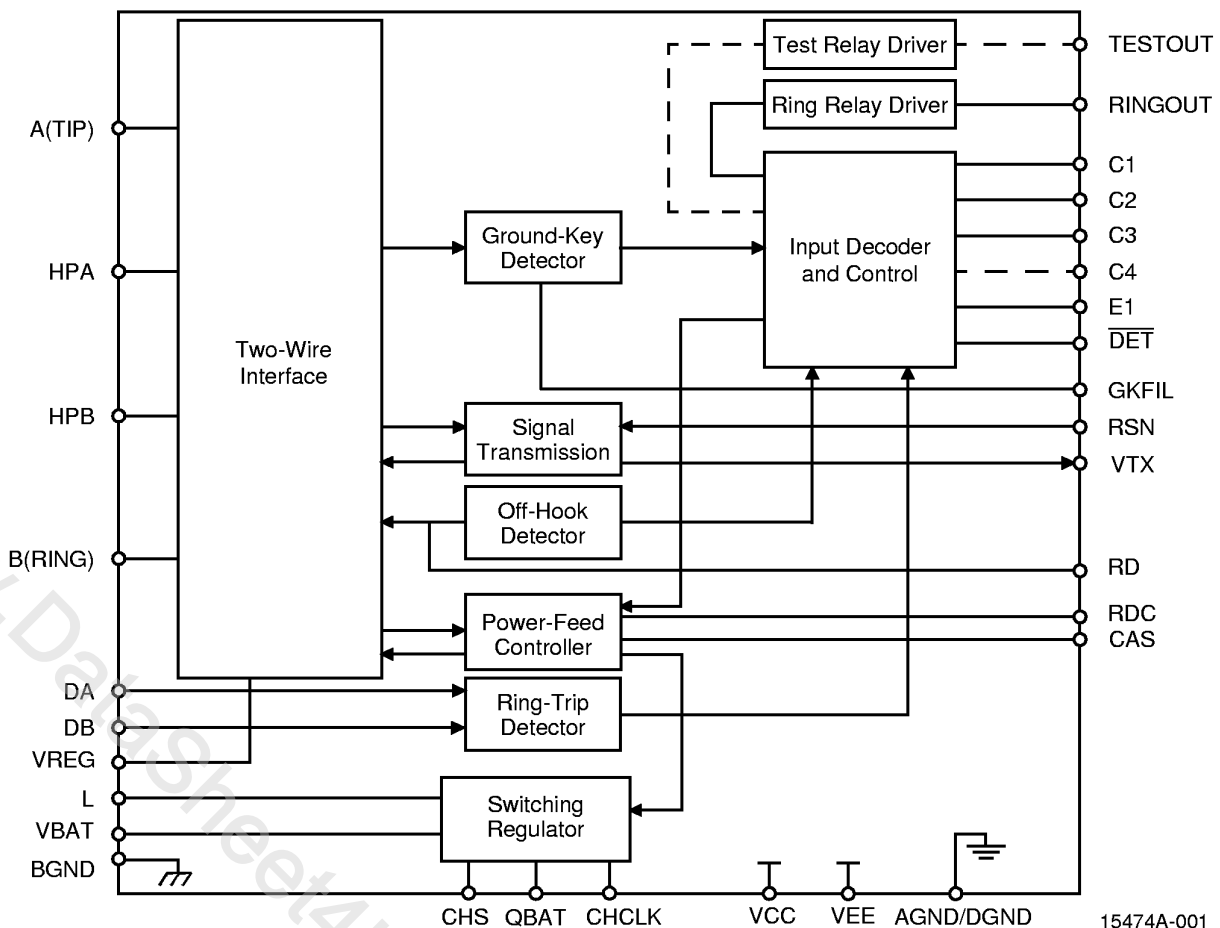 Test Relay Driver
TESTOUT
Ring Relay Driver
RINGOUT
A(TIP)
C1
C2
Ground-Key
Detector
C3
Input Decoder
and Control
HPA
C4
E1
DET
Two-Wire
Interface
GKFIL
HPB
Signal
Transmission
RSN
VTX
Off-Hook
Detector
B(RING)
RD
Power-Feed
Controller
RDC
CAS
DA
Ring-Trip
Detector
DB
VREG
L
Switching
Regulator
VBAT
BGND
CHS
QBAT
CHCLK
VCC
VEE
AGND/DGND
15474A-001